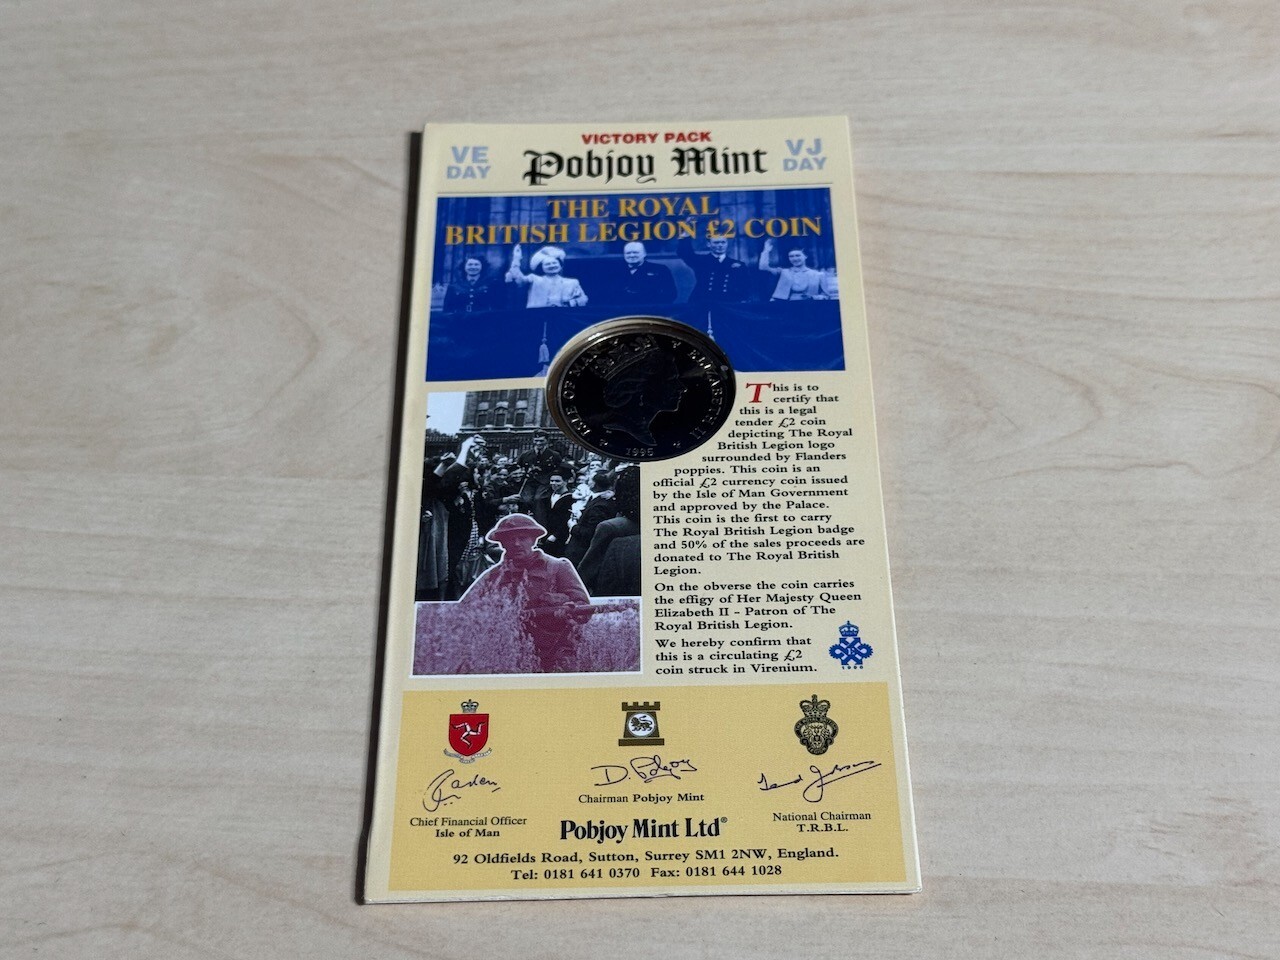 VICTORY PACK
VE
DAY
Pobjoy Mint
VJ
DAY
THE ROYAL
BRITISH LEGION £2 COIN
ISLE OF MAN
ELIZABETH II
1995
This is to
certify that
this is a legal
tender £2 coin
depicting The Royal
British Legion logo
surrounded by Flanders
poppies. This coin is an
official £2 currency coin issued
by the Isle of Man Government
and approved by the Palace.
This coin is the first to carry
The Royal British Legion badge
and 50% of the sales proceeds are
donated to The Royal British
Legion.
On the obverse the coin carries
the effigy of Her Majesty Queen
Elizabeth II - Patron of The
Royal British Legion.
We hereby confirm that
this is a circulating £2
coin struck in Virenium.
D. Pobjoy
Chairman Pobjoy Mint
Chief Financial Officer
Isle of Man
National Chairman
T.R.B.L.
Pobjoy Mint Ltd®
92 Oldfields Road, Sutton, Surrey SM1 2NW, England.
Tel: 0181 641 0370 Fax: 0181 644 1028